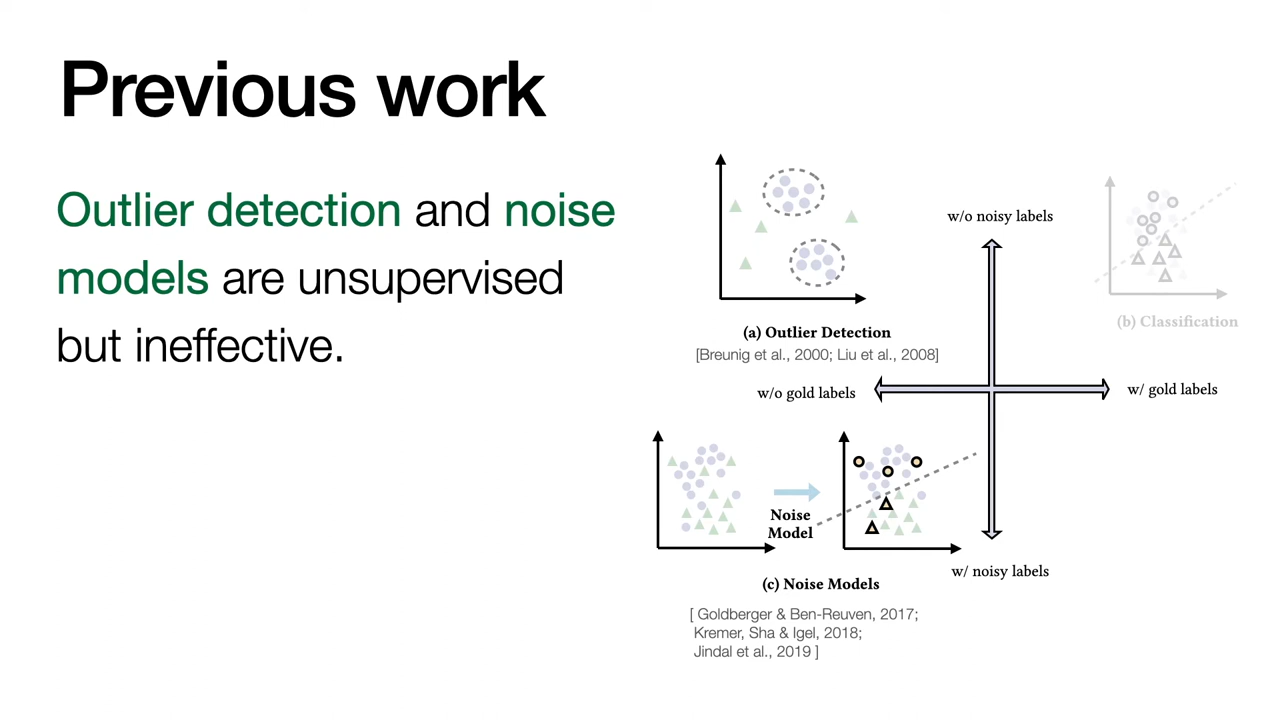 Previous work
Outlier detection and noise
models are unsupervised
but ineffective.
w/o noisy labels
(a) Outlier Detection
[Breunig et al., 2000; Liu et al., 2008]
(b) Classification
w/o gold labels
w/ gold labels
Noise
Model
w/ noisy labels
(c) Noise Models
[ Goldberger & Ben-Reuven, 2017;
Kremer, Sha & Igel, 2018;
Jindal et al., 2019 ]